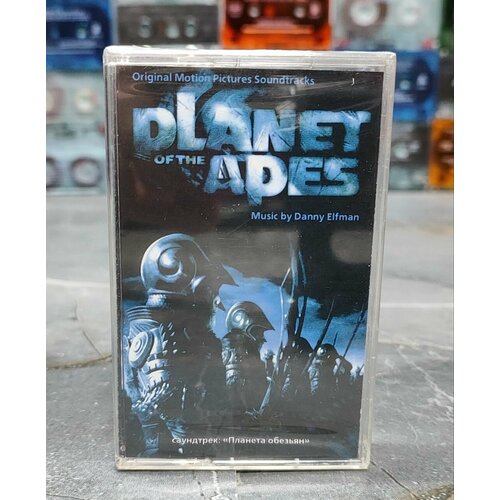 Original Motion Pictures Soundtracks
PLANET
OF THE APES
Music by Danny Elfman
саундтрек: «Планета обезьян»